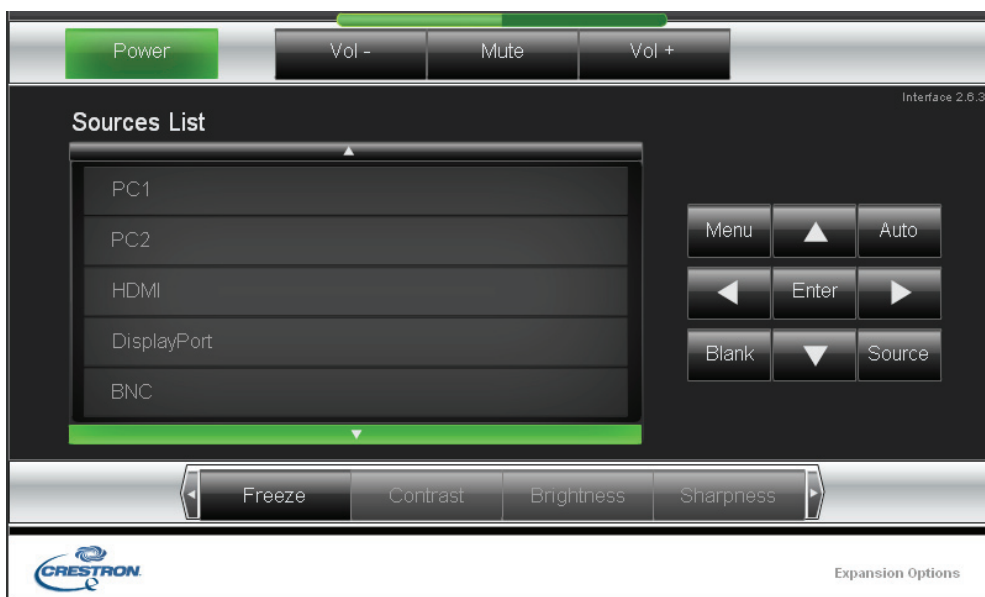 Power Vol - Mute Vol +
Interface 2.6.3
Sources List
PC1
PC2
HDMI
DisplayPort
BNC
Menu Auto
Enter
Blank Source
Freeze Contrast Brightness Sharpness
CRESTRON
Expansion Options